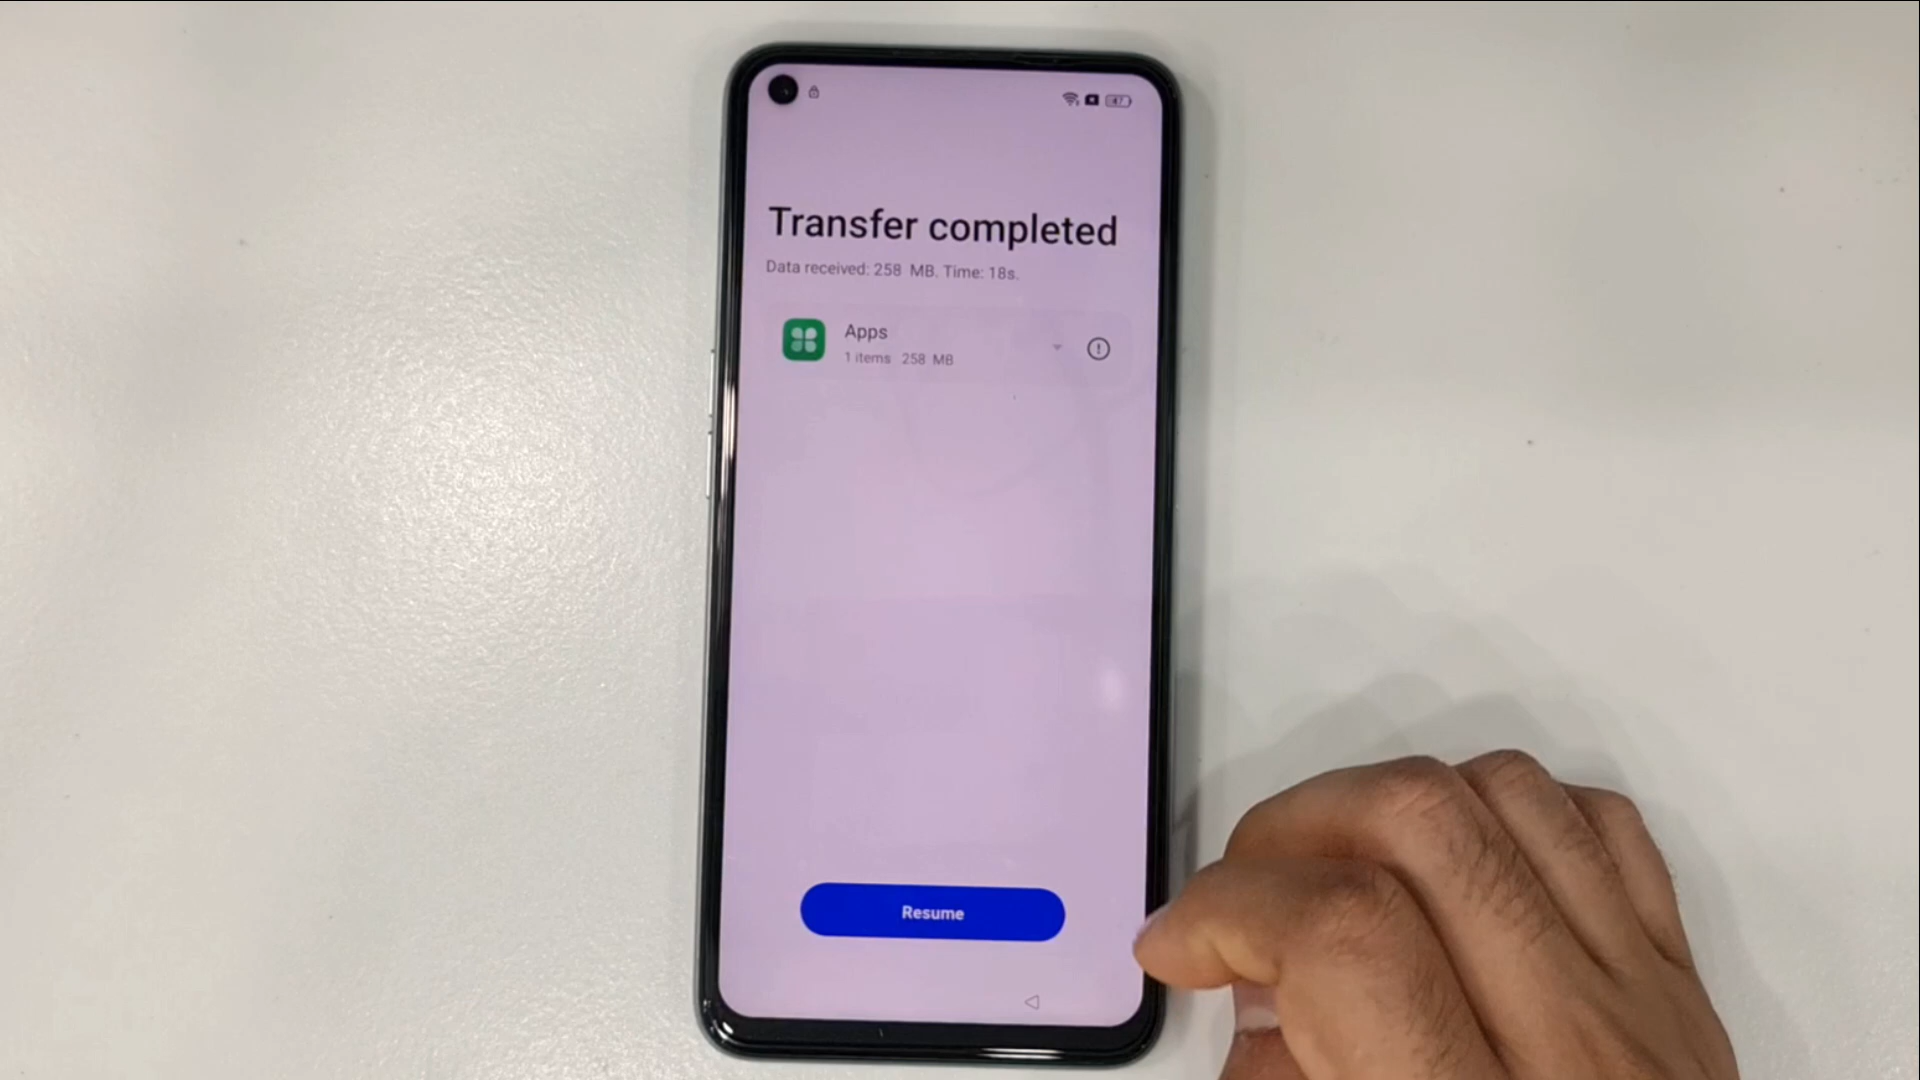 Transfer completed
Data received: 258 MB. Time: 18s.
Apps
1 items 258 MB
Resume